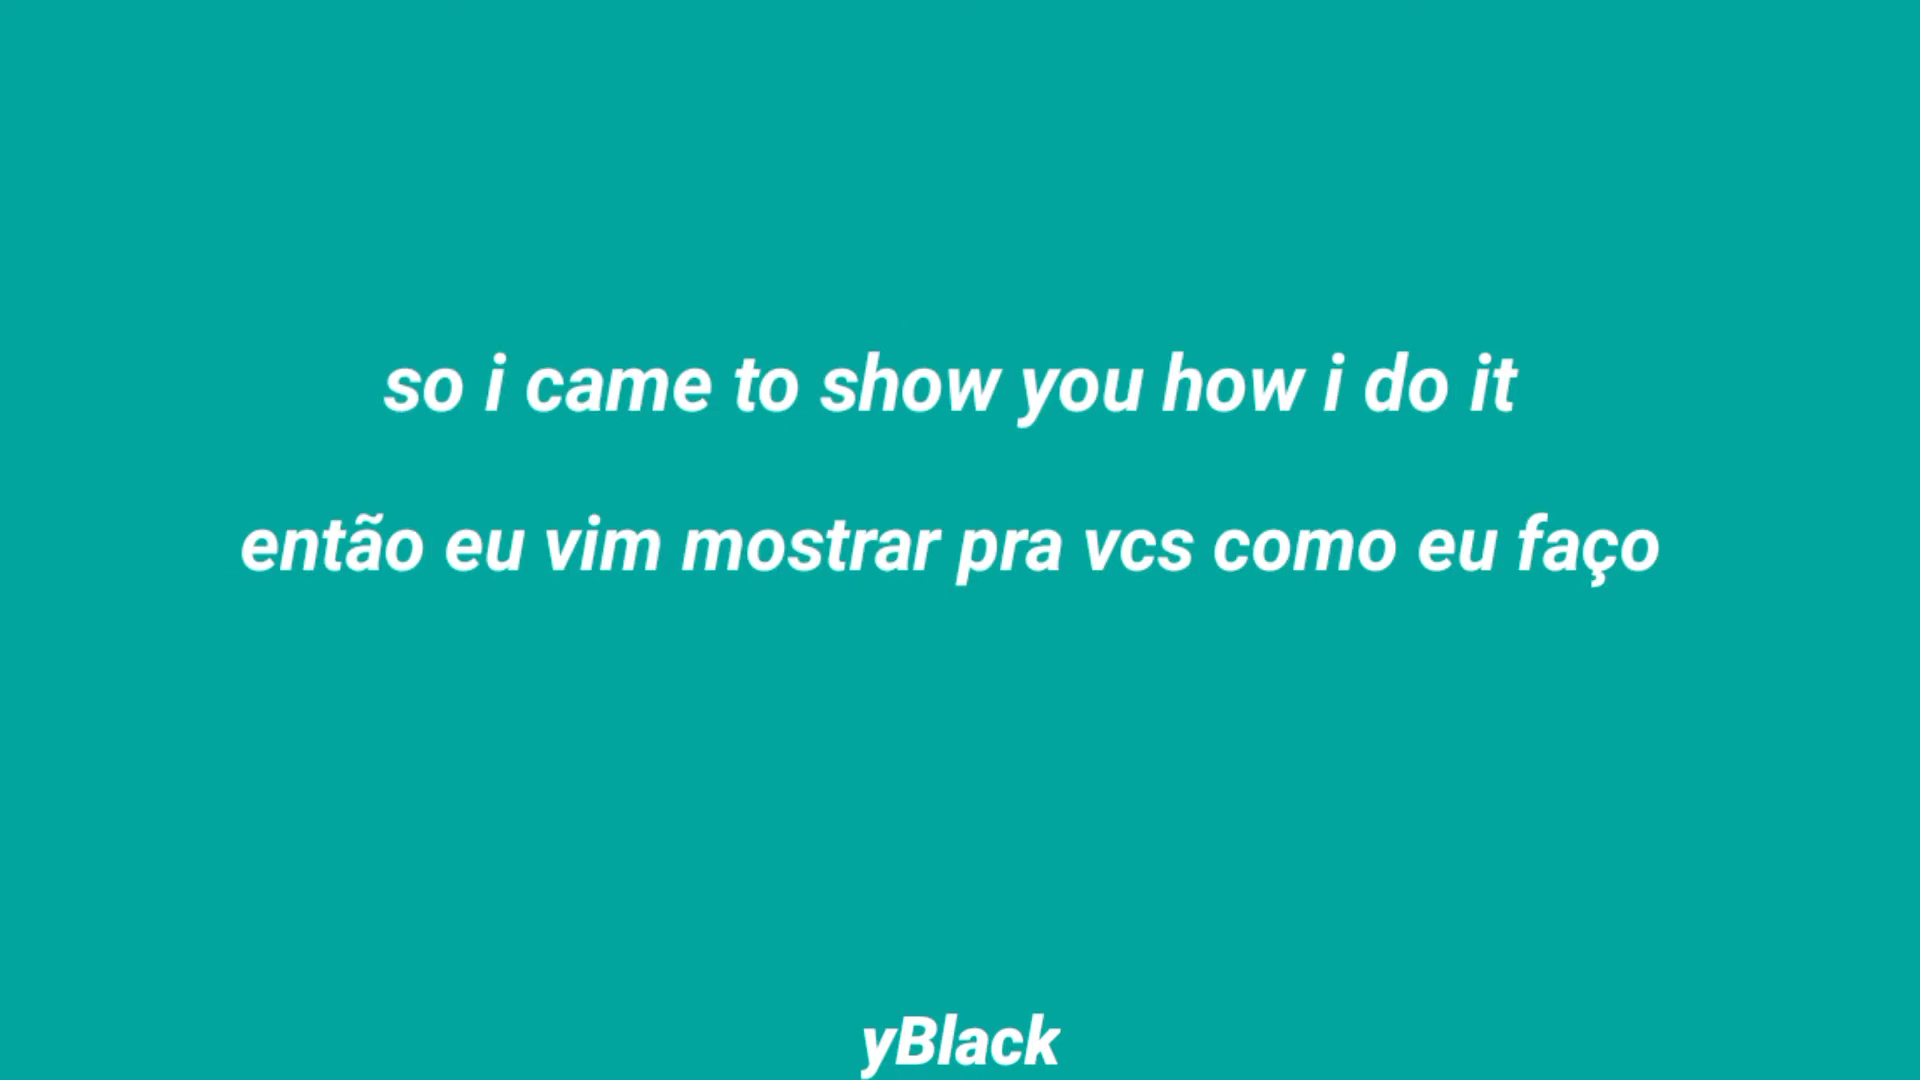 so i came to show you how i do it
então eu vim mostrar pra vcs como eu faço
yBlack